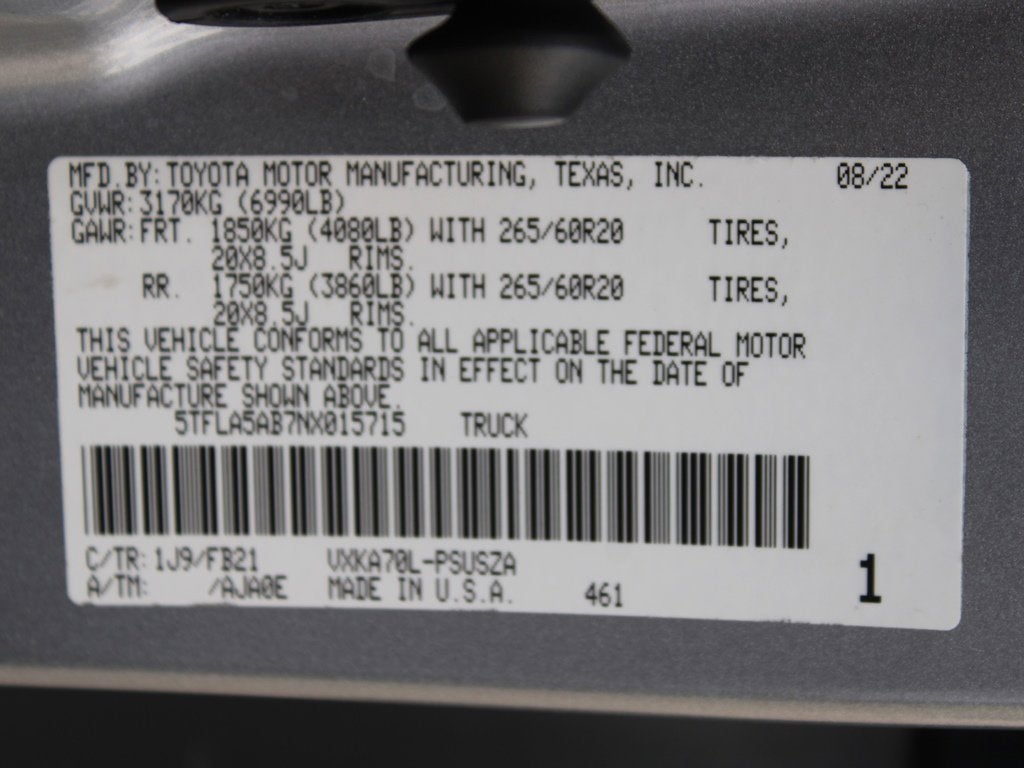 MFD.BY: TOYOTA MOTOR MANUFACTURING, TEXAS, INC. 08/22
GVWR: 3170KG (6990LB)
GAWR: FRT. 1850KG (4080LB) WITH 265/60R20 TIRES,
20X8.5J RIMS.
RR. 1750KG (3860LB) WITH 265/60R20 TIRES,
20X8.5J RIMS.
THIS VEHICLE CONFORMS TO ALL APPLICABLE FEDERAL MOTOR
VEHICLE SAFETY STANDARDS IN EFFECT ON THE DATE OF
MANUFACTURE SHOWN ABOVE.
5TFLA5AB7NX015715 TRUCK
C/TR: 1J9/FB21 VXKA70L-PSUSZA
A/TM: /AJA0E MADE IN U.S.A. 461 1